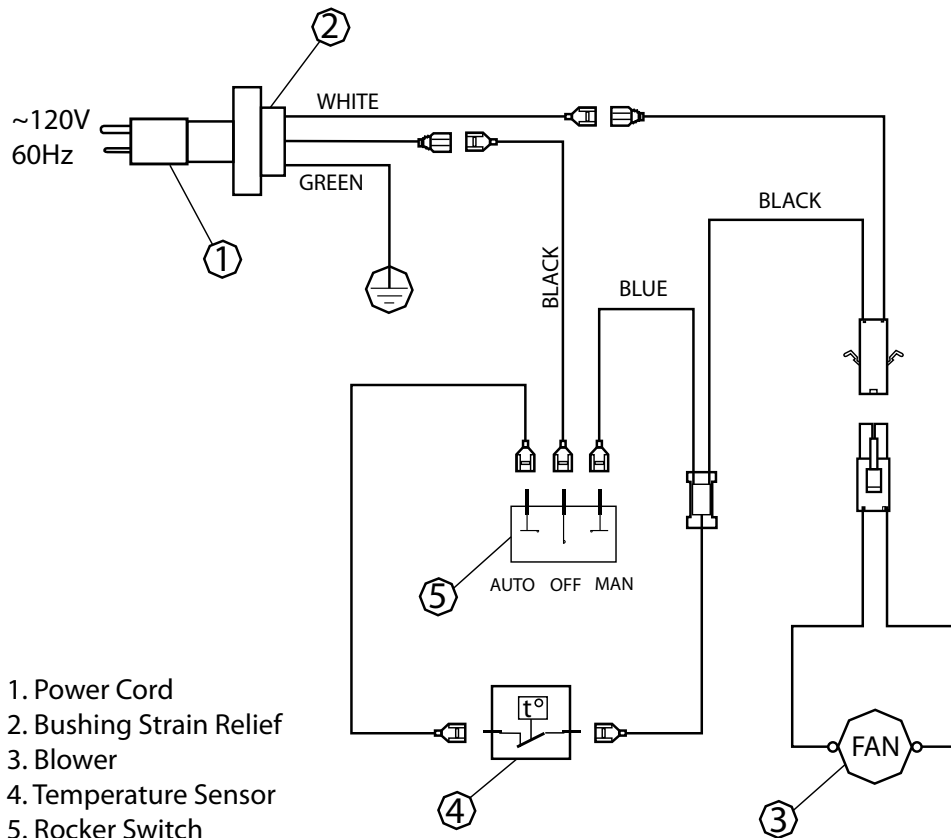 2
WHITE
~120V
60Hz
GREEN
BLACK
1
BLACK
BLUE
5
AUTO OFF MAN
t°
FAN
4
3
1. Power Cord
2. Bushing Strain Relief
3. Blower
4. Temperature Sensor
5. Rocker Switch